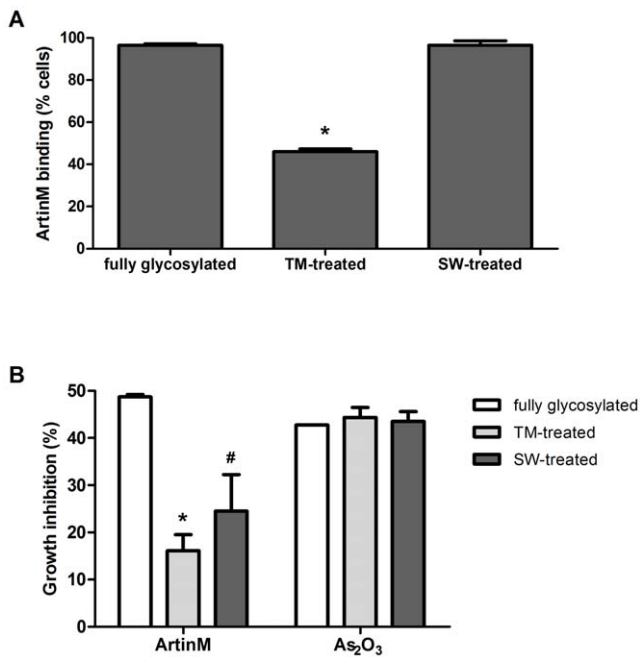 A
ArtinM binding (% cells)
100
80
60
40
20
0
*
fully glycosylated
TM-treated
SW-treated
B
Growth inhibition (%)
50
40
30
20
10
0
*
#
ArtinM
As₂O₃
fully glycosylated
TM-treated
SW-treated